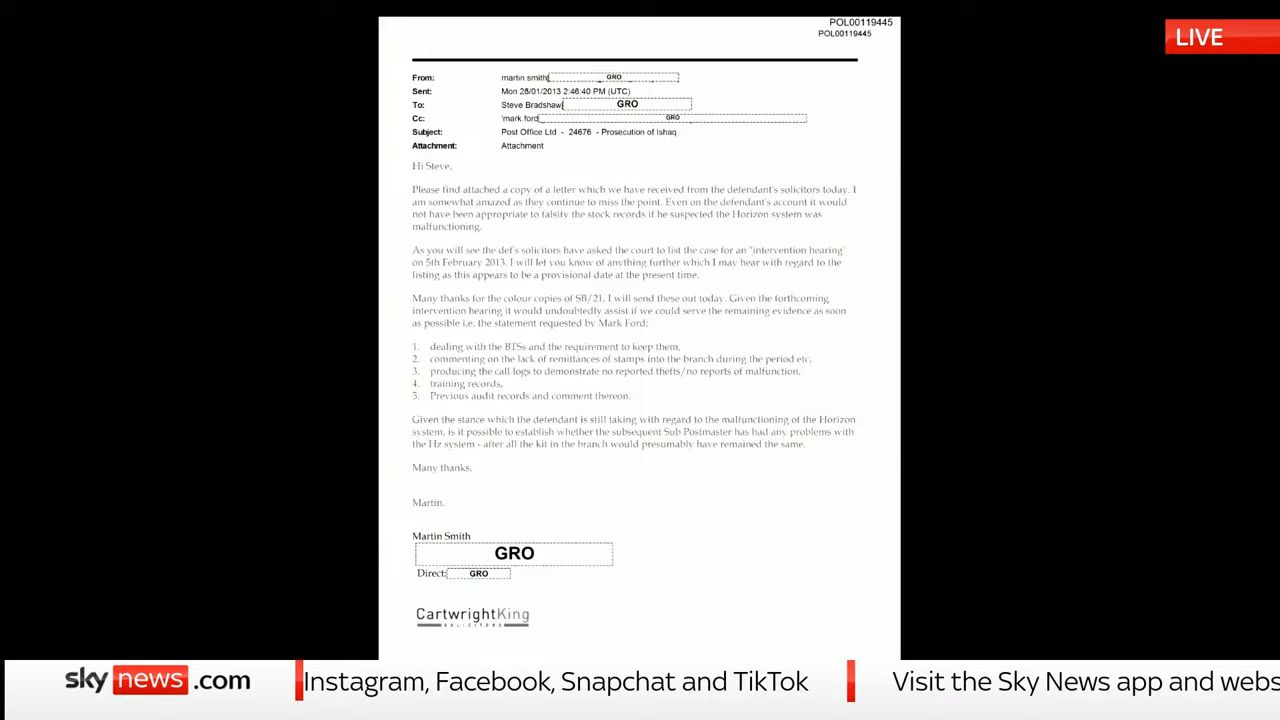 POL00119445
POL00119445
LIVE
From: martin smith GRO
Sent: Mon 28/01/2013 2:46:40 PM (UTC)
To: Steve Bradshaw GRO
Cc: 'mark ford GRO
Subject: Post Office Ltd - 24676 - Prosecution of Ishaq
Attachment: Attachment
Hi Steve,
Please find attached a copy of a letter which we have received from the defendant's solicitors today. I
am somewhat amazed as they continue to miss the point. Even on the defendant's account it would
not have been appropriate to falsify the stock records if he suspected the Horizon system was
malfunctioning.
As you will see the def's solicitors have asked the court to list the case for an "intervention hearing"
on 5th February 2013. I will let you know of anything further which I may hear with regard to the
listing as this appears to be a provisional date at the present time.
Many thanks for the colour copies of SB/21, I will send these out today. Given the forthcoming
intervention hearing it would undoubtedly assist if we could serve the remaining evidence as soon
as possible i.e. the statement requested by Mark Ford;
1. dealing with the BTSs and the requirement to keep them,
2. commenting on the lack of remittances of stamps into the branch during the period etc,
3. producing the call logs to demonstrate no reported thefts/no reports of malfunction,
4. training records,
5. Previous audit records and comment thereon.
Given the stance which the defendant is still taking with regard to the malfunctioning of the Horizon
system, is it possible to establish whether the subsequent Sub Postmaster has had any problems with
the Hz system - after all the kit in the branch would presumably have remained the same.
Many thanks,
Martin.
Martin Smith
GRO
Direct: GRO
CartwrightKing
SOLICITORS
sky news.com Instagram, Facebook, Snapchat and TikTok Visit the Sky News app and webs